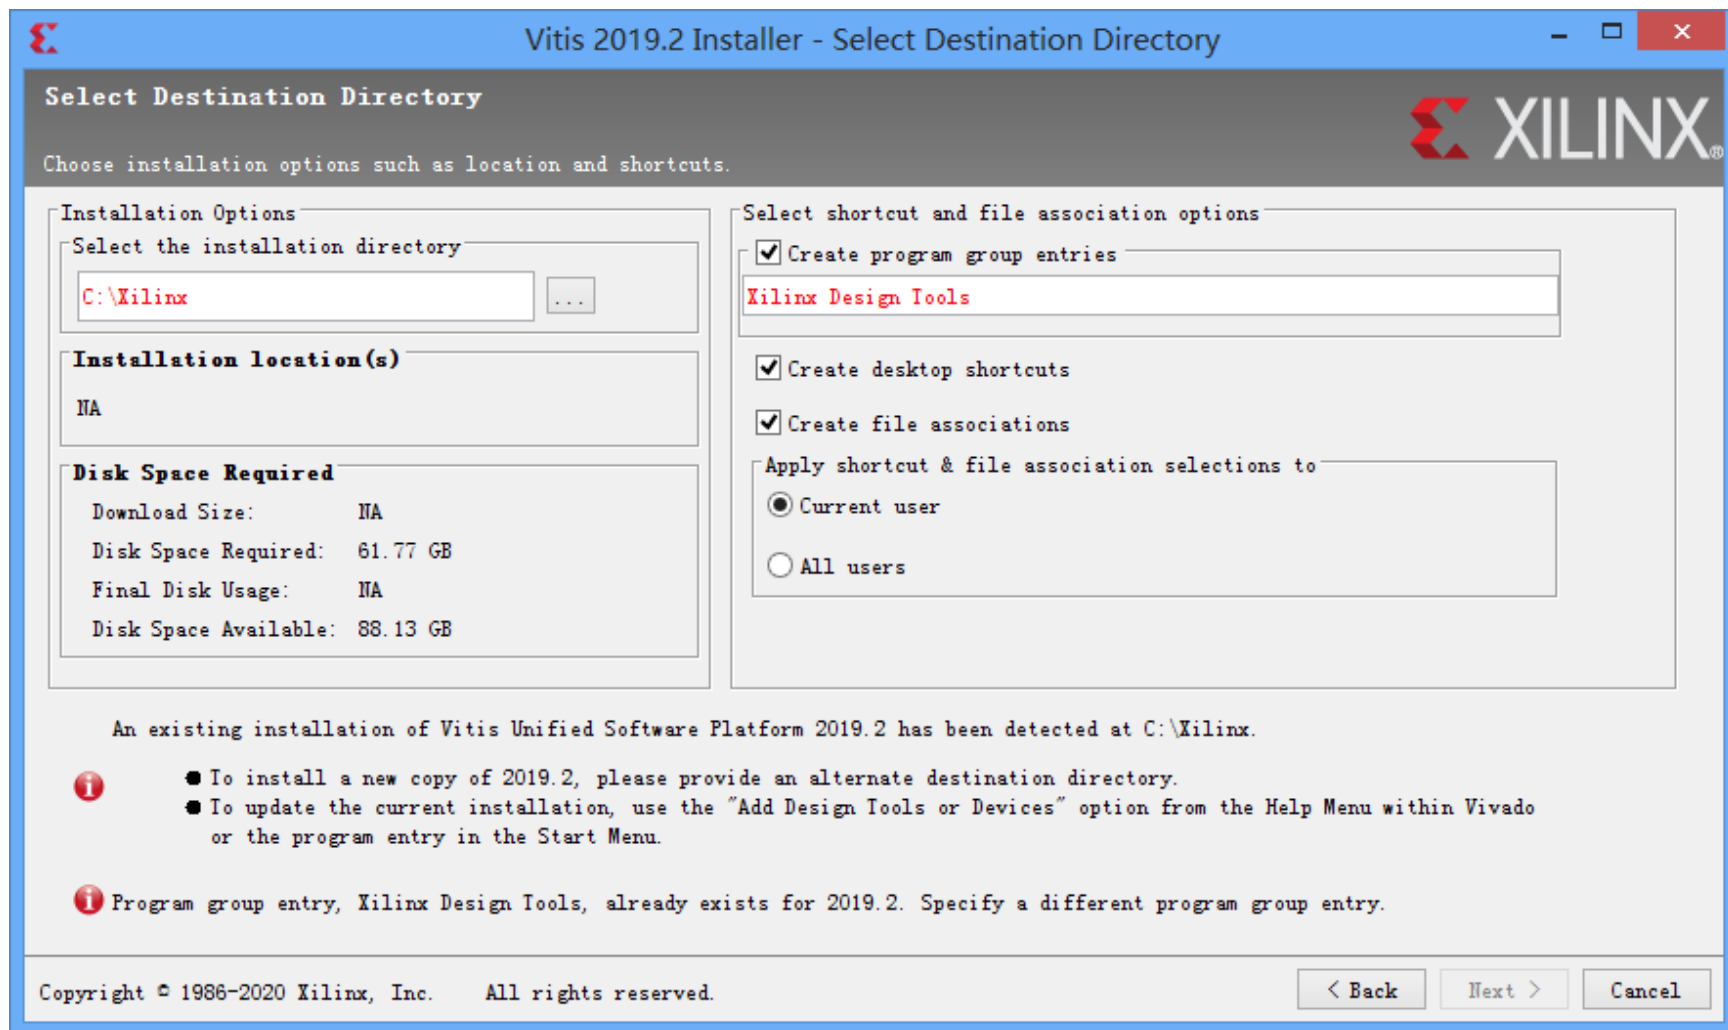 Vitis 2019.2 Installer - Select Destination Directory
Select Destination Directory
XILINX®
Choose installation options such as location and shortcuts.
Installation Options
Select the installation directory
C:\Xilinx
...
Installation location(s)
NA
Disk Space Required
Download Size: NA
Disk Space Required: 61.77 GB
Final Disk Usage: NA
Disk Space Available: 88.13 GB
Select shortcut and file association options
Create program group entries
Xilinx Design Tools
Create desktop shortcuts
Create file associations
Apply shortcut & file association selections to
Current user
All users
An existing installation of Vitis Unified Software Platform 2019.2 has been detected at C:\Xilinx.
● To install a new copy of 2019.2, please provide an alternate destination directory.
● To update the current installation, use the "Add Design Tools or Devices" option from the Help Menu within Vivado
or the program entry in the Start Menu.
Program group entry, Xilinx Design Tools, already exists for 2019.2. Specify a different program group entry.
Copyright © 1986-2020 Xilinx, Inc. All rights reserved.
< Back
Next >
Cancel